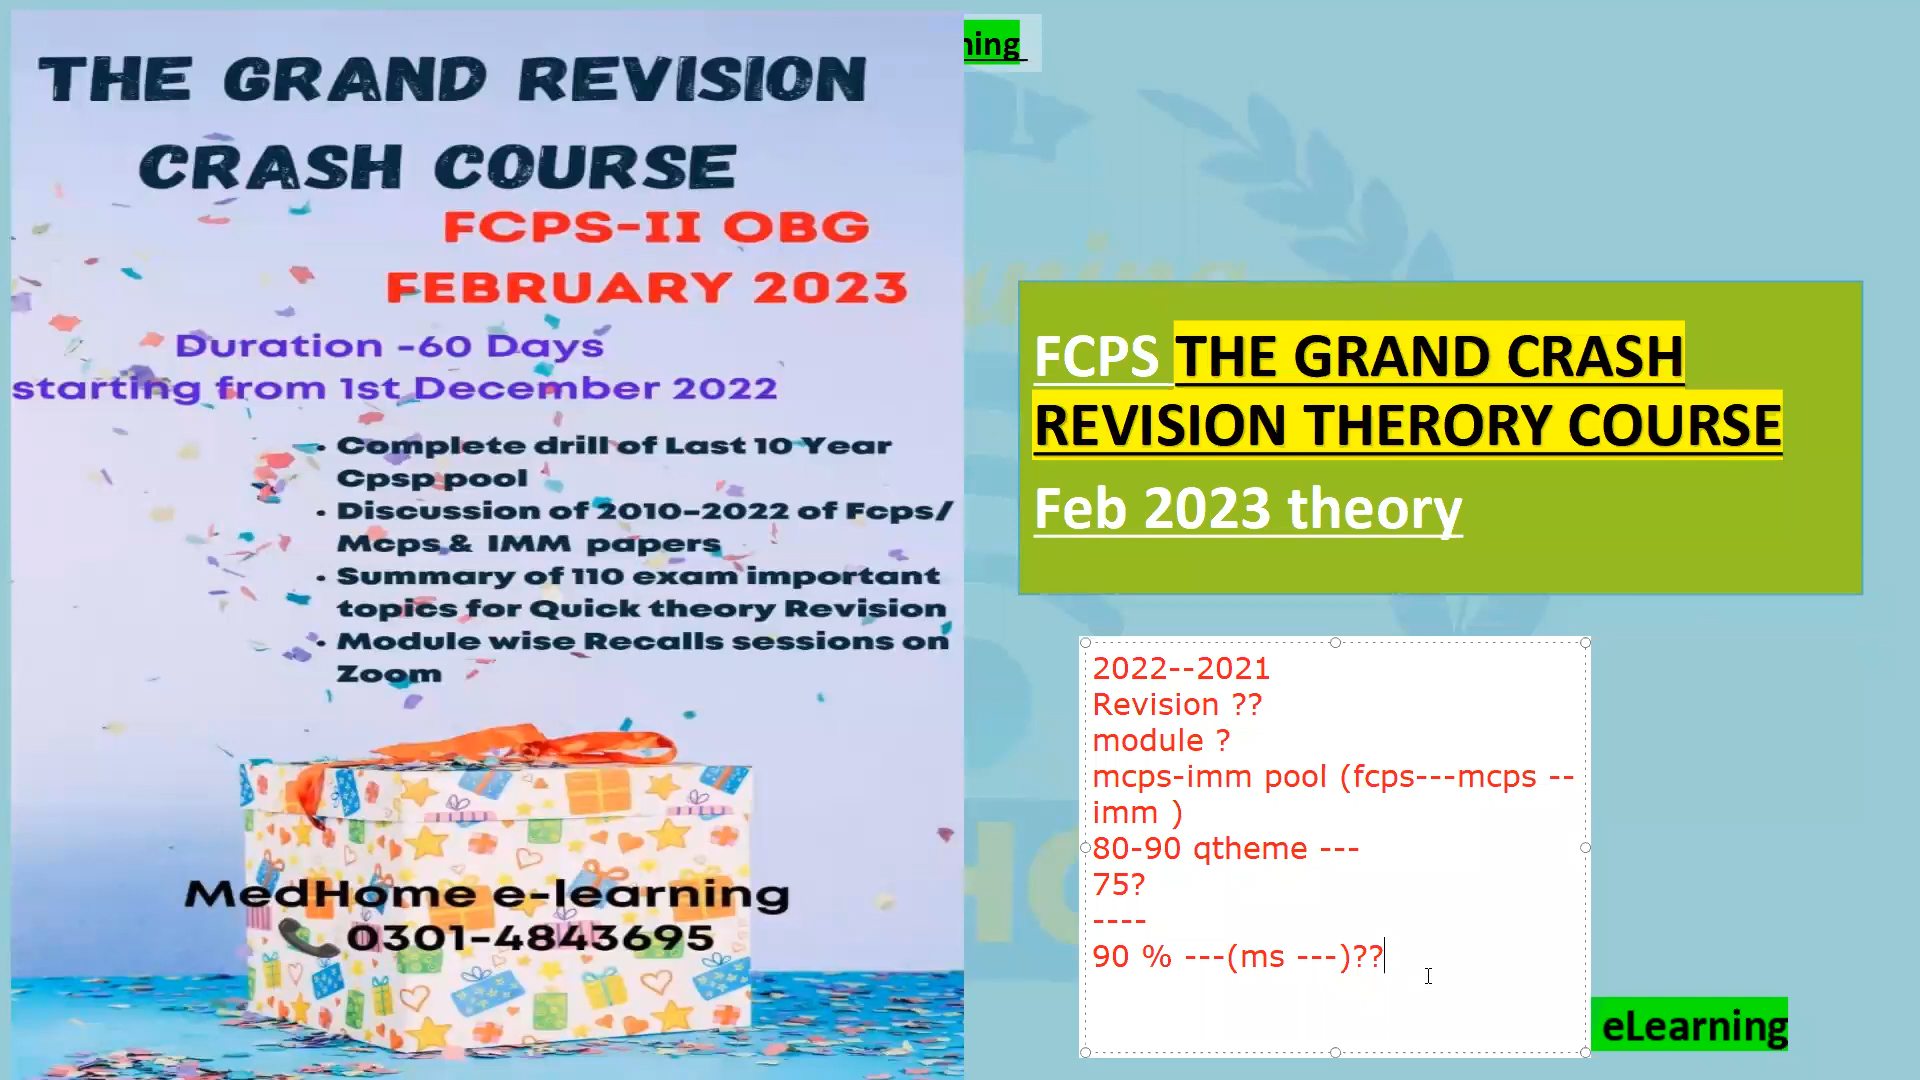 THE GRAND REVISION
CRASH COURSE
FCPS-II OBG
FEBRUARY 2023
Duration -60 Days
starting from 1st December 2022
• Complete drill of Last 10 Year
Cpsp pool
• Discussion of 2010-2022 of Fcps/
Mcps & IMM papers
• Summary of 110 exam important
topics for Quick theory Revision
• Module wise Recalls sessions on
Zoom
MedHome e-learning
0301-4843695
ning
FCPS THE GRAND CRASH
REVISION THERORY COURSE
Feb 2023 theory
2022--2021
Revision ??
module ?
mcps-imm pool (fcps---mcps --
imm )
80-90 qtheme ---
75?
----
90 % ---(ms ---)??
eLearning